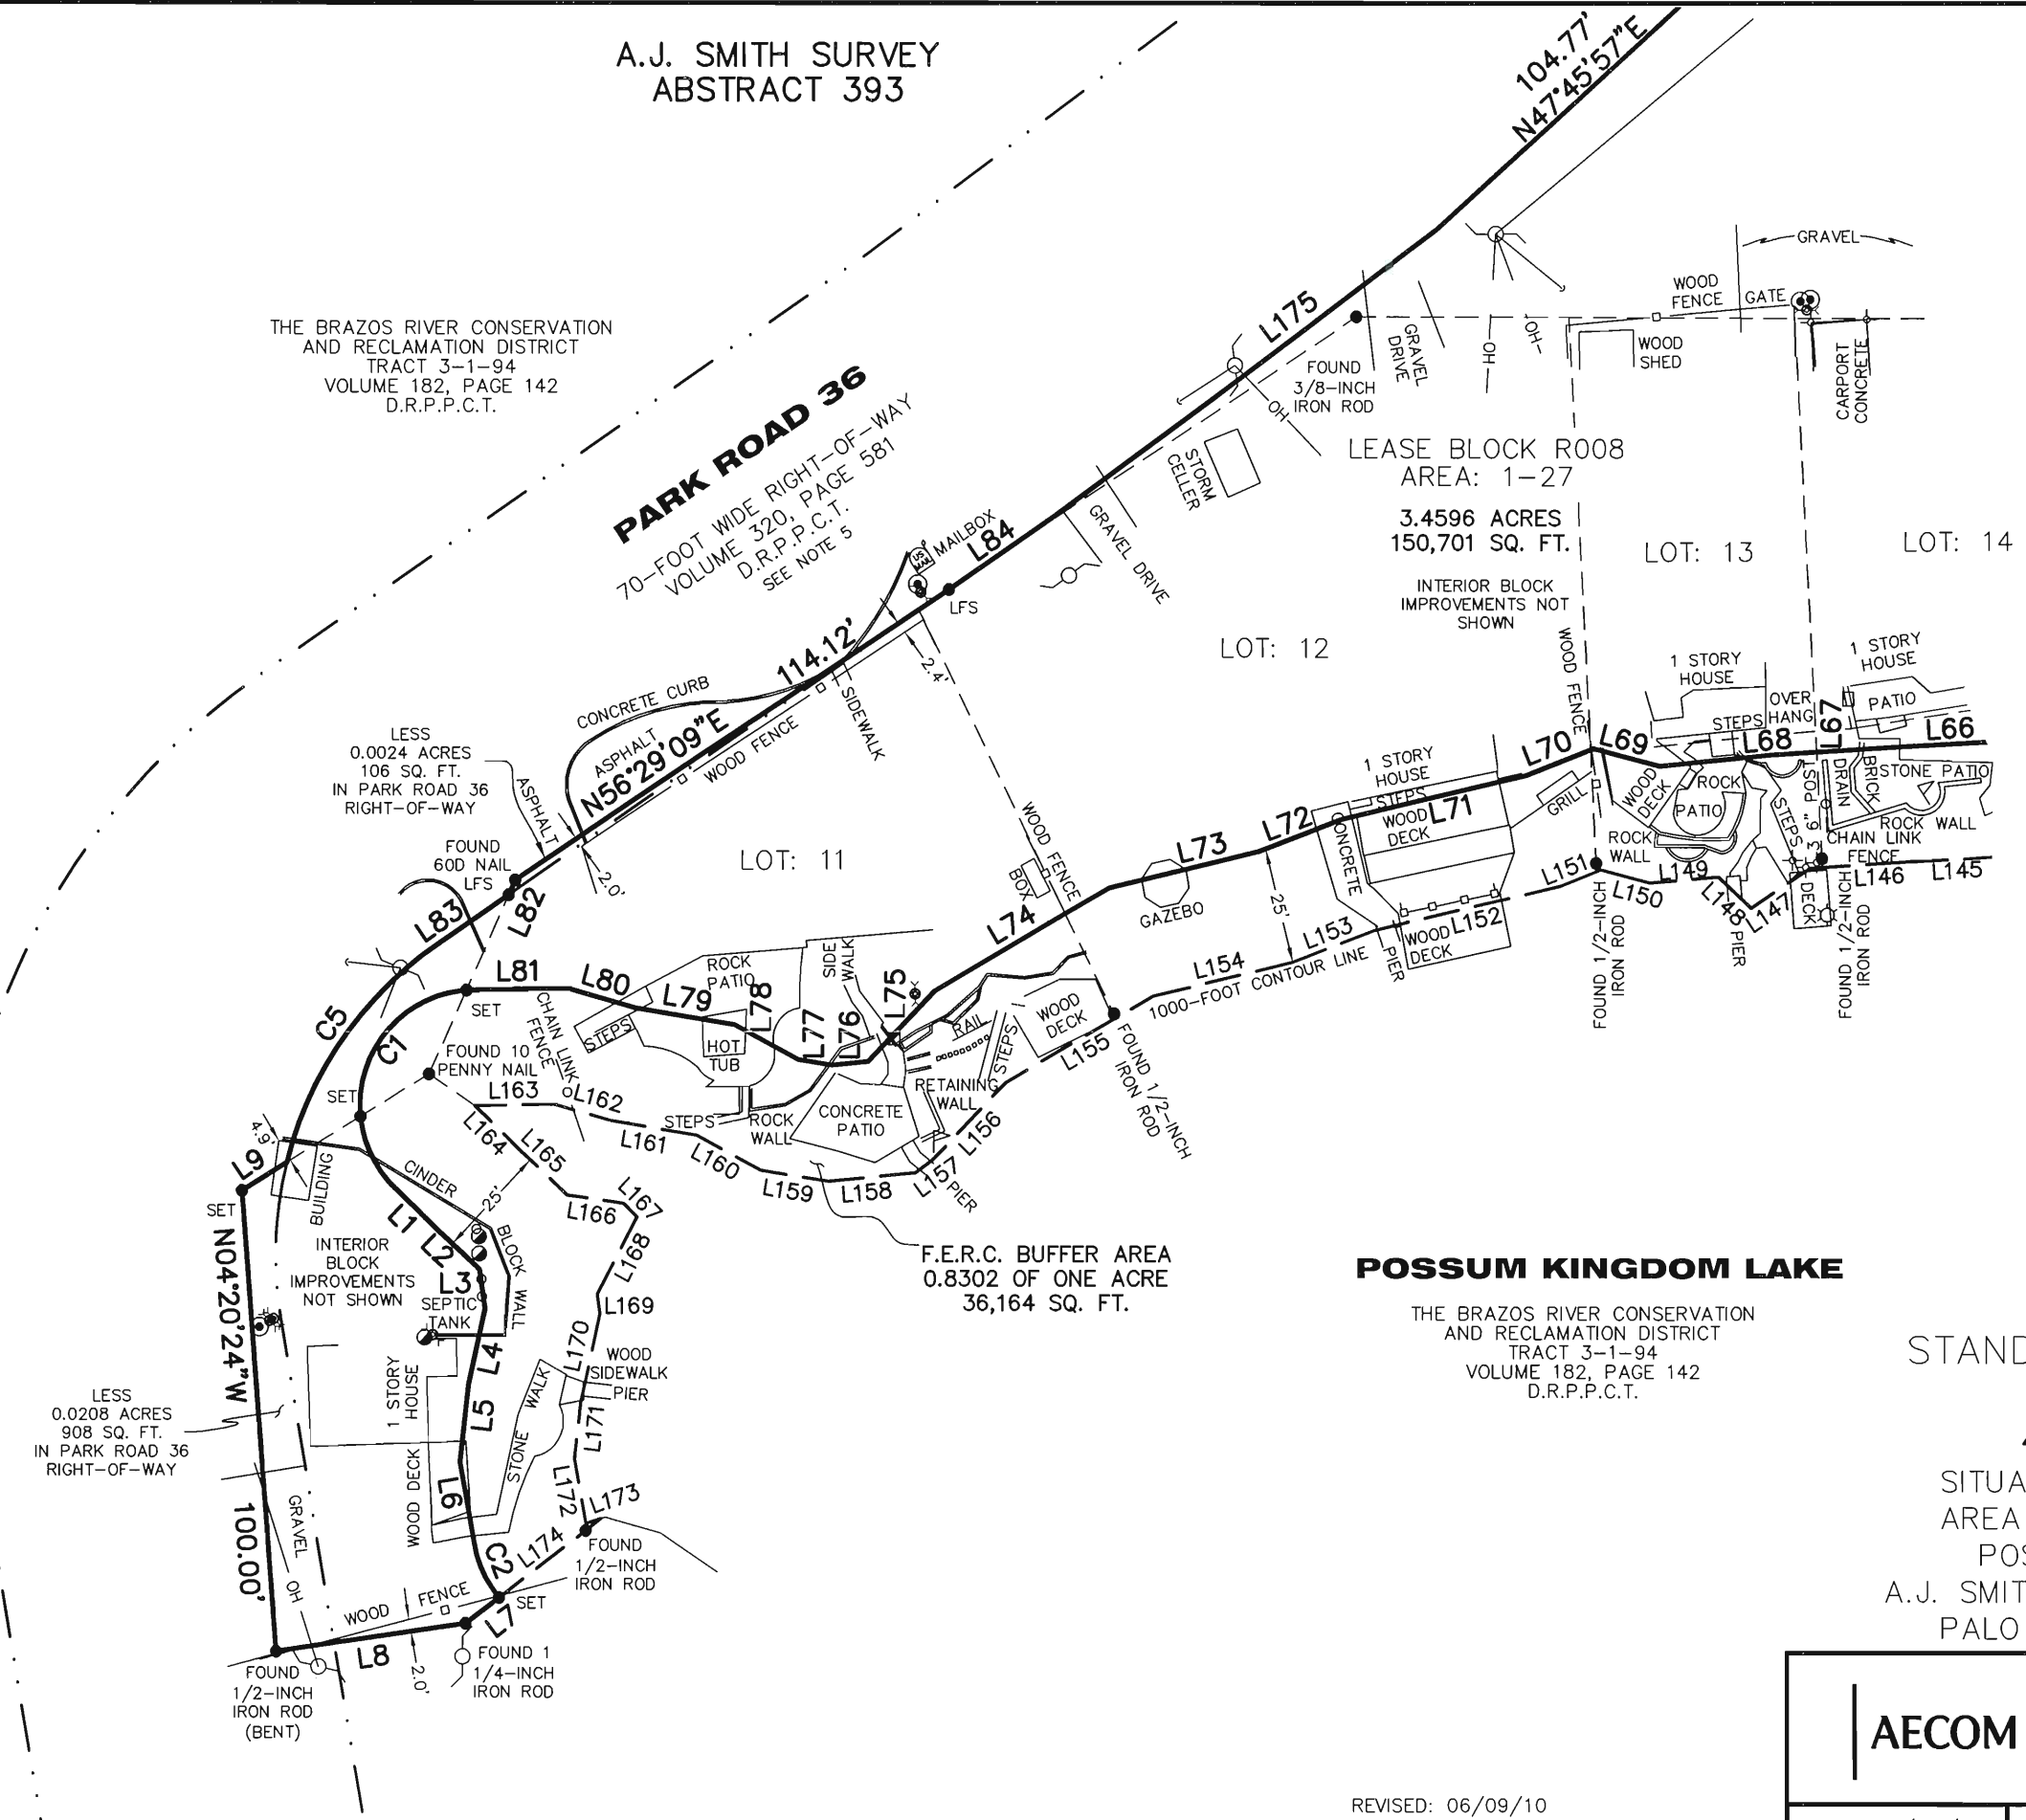 A.J. SMITH SURVEY
ABSTRACT 393
104.77'
N47°45'57"E
THE BRAZOS RIVER CONSERVATION
AND RECLAMATION DISTRICT
TRACT 3-1-94
VOLUME 182, PAGE 142
D.R.P.P.C.T.
PARK ROAD 36
70-FOOT WIDE RIGHT-OF-WAY
VOLUME 320, PAGE 581
D.R.P.P.C.T.
SEE NOTE 5
L175
GRAVEL
WOOD
FENCE
GATE
WOOD
SHED
CARPORT
CONCRETE
GRAVEL
DRIVE
OH
OH
OH
FOUND
3/8-INCH
IRON ROD
STORM
CELLER
LEASE BLOCK R008
AREA: 1-27
3.4596 ACRES
150,701 SQ. FT.
INTERIOR BLOCK
IMPROVEMENTS NOT
SHOWN
LOT: 13
LOT: 14
US
MAIL
MAILBOX
L84
LFS
GRAVEL DRIVE
LOT: 12
114.12'
N56°29'09"E
2.4'
SIDEWALK
CONCRETE CURB
ASPHALT
WOOD FENCE
LESS
0.0024 ACRES
106 SQ. FT.
IN PARK ROAD 36
RIGHT-OF-WAY
ASPHALT
FOUND
60D NAIL
LFS
2.0'
LOT: 11
WOOD FENCE
BOX
WOOD FENCE
1 STORY
HOUSE
1 STORY
HOUSE
OVER
HANG
STEPS
PATIO
L66
L67
L68
L69
L70
L71
L72
L73
L74
L75
L76
L77
L78
L79
L80
L81
L82
L83
1 STORY
HOUSE
STEPS
WOOD
DECK
GRILL
CONCRETE
WOOD
DECK
ROCK
PATIO
ROCK
WALL
STEPS
3.6" POST
DRAIN
BRICK
STONE PATIO
ROCK WALL
CHAIN LINK
FENCE
DECK
PIER
L145
L146
L147
L148
L149
L150
L151
L152
L153
L154
L155
L156
L157
L158
L159
L160
L161
L162
L163
L164
L165
L166
L167
L168
L169
L170
L171
L172
L173
L174
FOUND 1/2-INCH
IRON ROD
FOUND 1/2-INCH
IRON ROD
WOOD
DECK
PIER
25'
1000-FOOT CONTOUR LINE
GAZEBO
FOUND 1/2-INCH
IRON ROD
WOOD
DECK
RAIL
STEPS
RETAINING
WALL
PIER
SIDE
WALK
ROCK
PATIO
STEPS
HOT
TUB
STEPS
ROCK
WALL
CONCRETE
PATIO
CHAIN LINK
FENCE
C5
C1
SET
FOUND 10
PENNY NAIL
SET
4.9'
L9
SET
BUILDING
CINDER
BLOCK WALL
25'
L1
L2
L3
L4
L5
L6
INTERIOR
BLOCK
IMPROVEMENTS
NOT SHOWN
SEPTIC
TANK
N04°20'24"W
100.00'
1 STORY
HOUSE
WOOD DECK
STONE
WALK
WOOD
SIDEWALK
PIER
LESS
0.0208 ACRES
908 SQ. FT.
IN PARK ROAD 36
RIGHT-OF-WAY
GRAVEL
OH
WOOD
FENCE
C2
SET
L7
L8
2.0'
FOUND
1/2-INCH
IRON ROD
FOUND 1
1/4-INCH
IRON ROD
FOUND
1/2-INCH
IRON ROD
(BENT)
F.E.R.C. BUFFER AREA
0.8302 OF ONE ACRE
36,164 SQ. FT.
POSSUM KINGDOM LAKE
THE BRAZOS RIVER CONSERVATION
AND RECLAMATION DISTRICT
TRACT 3-1-94
VOLUME 182, PAGE 142
D.R.P.P.C.T.
STAND
SITUA
AREA
POS
A.J. SMIT
PALO
AECOM
REVISED: 06/09/10